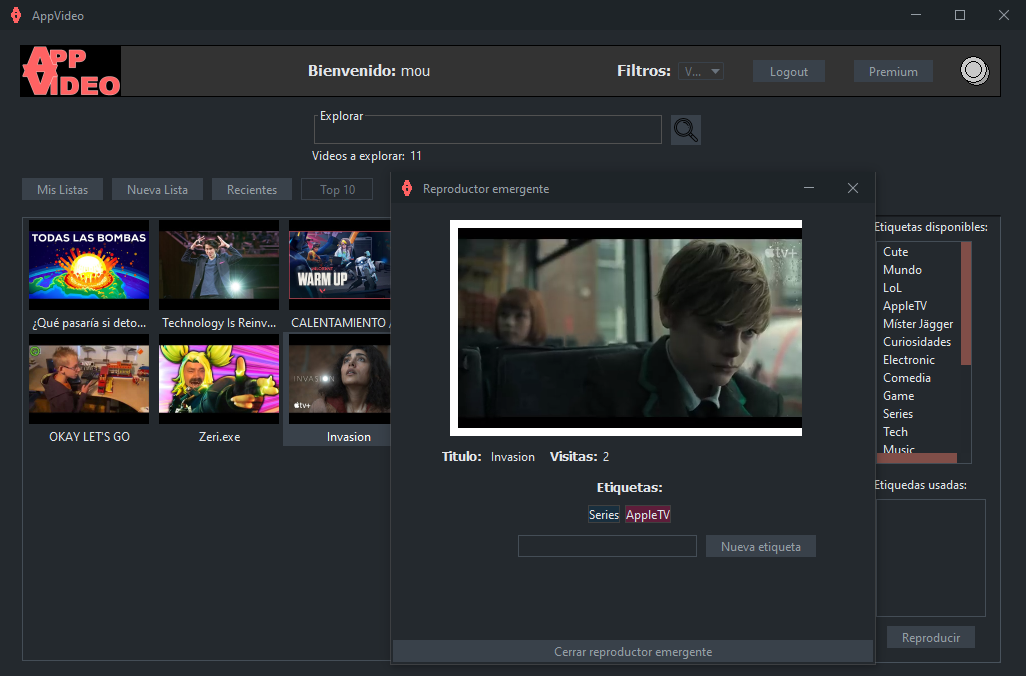 AppVideo
APP
VIDEO
Bienvenido: mou
Filtros:
V...
Logout
Premium
Explorar
Videos a explorar: 11
Mis Listas
Nueva Lista
Recientes
Top 10
Reproductor emergente
TODAS LAS BOMBAS
¿Qué pasaría si deto...
Technology Is Reinv...
WARM UP
CALENTAMIENTO
OKAY LET'S GO
Zeri.exe
INVASION
tv+
Invasion
tv+
Titulo: Invasion Visitas: 2
Etiquetas:
Series AppleTV
Nueva etiqueta
Cerrar reproductor emergente
Etiquetas disponibles:
Cute
Mundo
LoL
AppleTV
Míster Jägger
Curiosidades
Electronic
Comedia
Game
Series
Tech
Music
Etiquedas usadas:
Reproducir